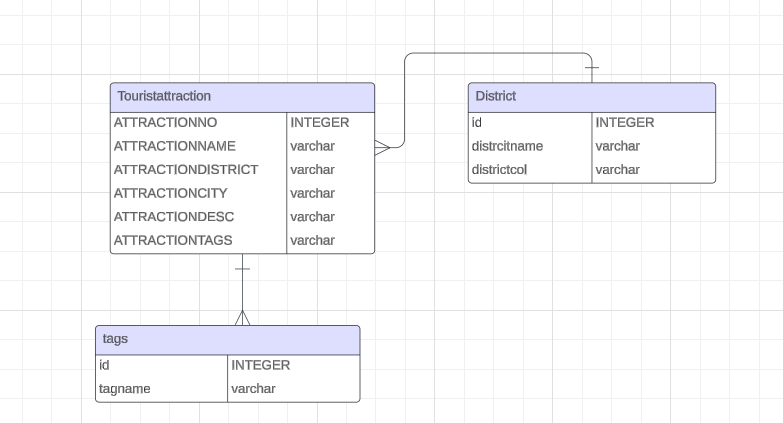 Touristattraction
ATTRACTIONNO INTEGER
ATTRACTIONNAME varchar
ATTRACTIONDISTRICT varchar
ATTRACTIONCITY varchar
ATTRACTIONDESC varchar
ATTRACTIONTAGS varchar
District
id INTEGER
distrcitname varchar
districtcol varchar
tags
id INTEGER
tagname varchar